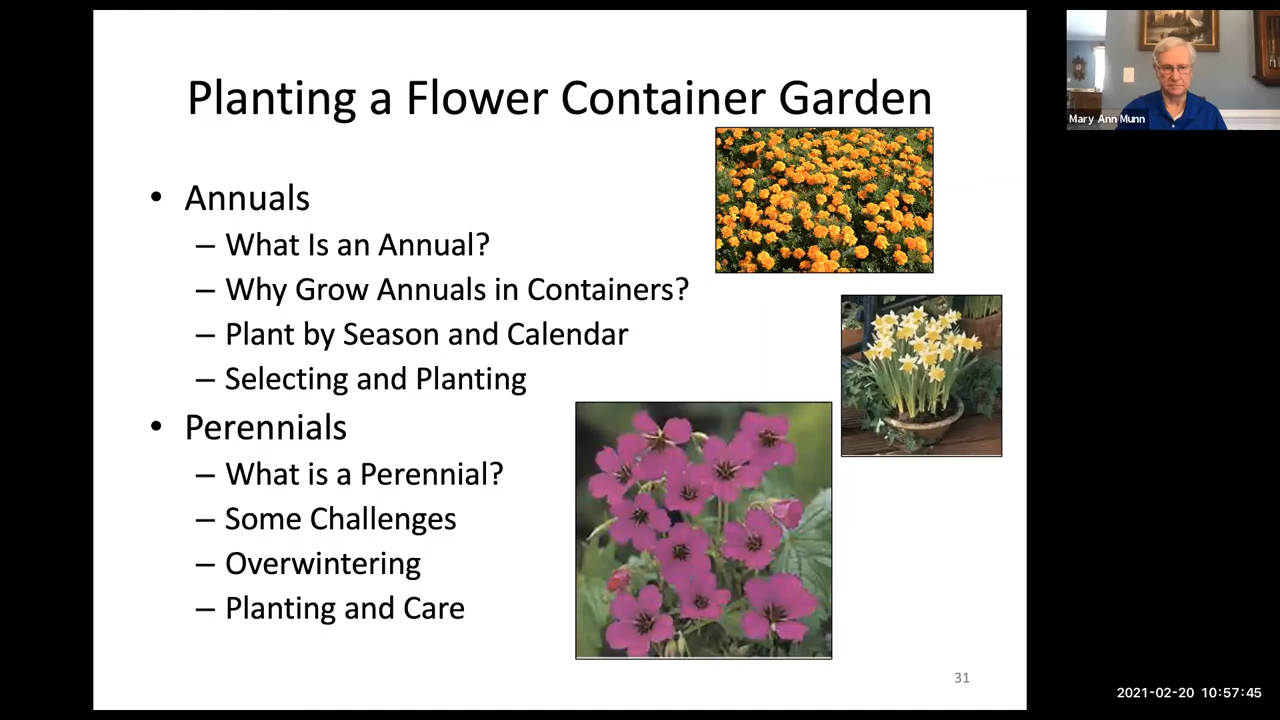 Planting a Flower Container Garden
• Annuals
– What Is an Annual?
– Why Grow Annuals in Containers?
– Plant by Season and Calendar
– Selecting and Planting
• Perennials
– What is a Perennial?
– Some Challenges
– Overwintering
– Planting and Care
31
Mary Ann Munn
2021-02-20 10:57:45